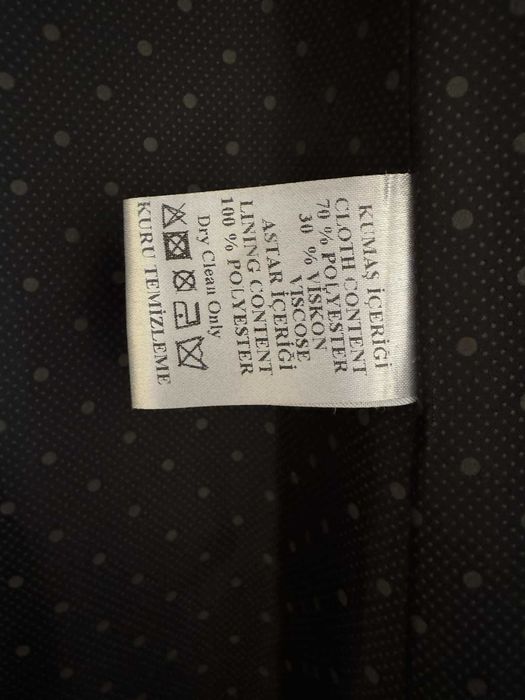 KUMAŞ İÇERİĞİ
CLOTH CONTENT
70 % POLYESTER
30 % VİSKON
VISCOSE
ASTAR İÇERİĞİ
LINING CONTENT
100 % POLYESTER
Dry Clean Only
KURU TEMİZLEME